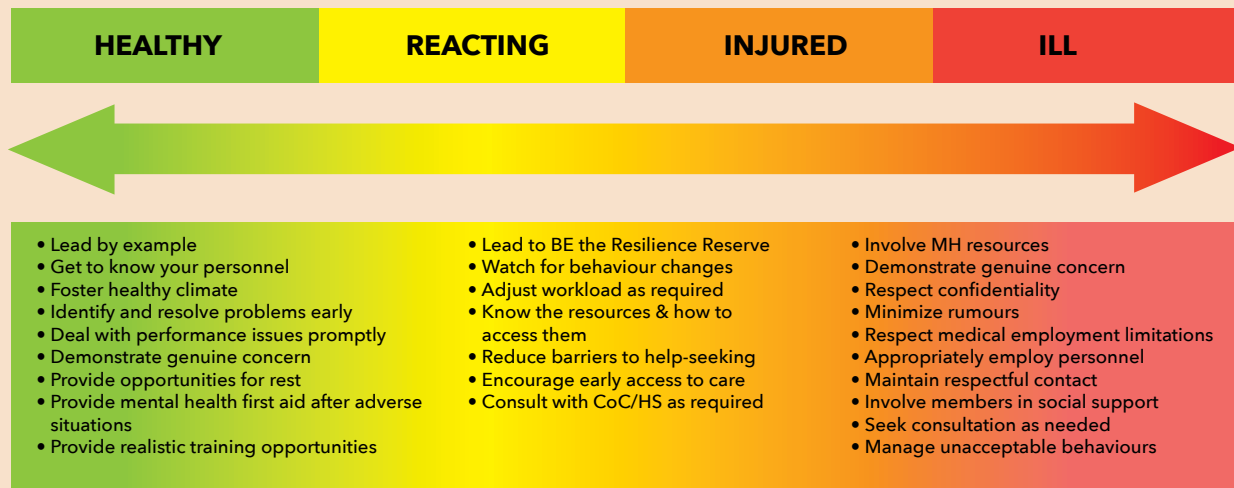 HEALTHY
REACTING
INJURED
ILL
• Lead by example
• Get to know your personnel
• Foster healthy climate
• Identify and resolve problems early
• Deal with performance issues promptly
• Demonstrate genuine concern
• Provide opportunities for rest
• Provide mental health first aid after adverse
situations
• Provide realistic training opportunities
• Lead to BE the Resilience Reserve
• Watch for behaviour changes
• Adjust workload as required
• Know the resources & how to
access them
• Reduce barriers to help-seeking
• Encourage early access to care
• Consult with CoC/HS as required
• Involve MH resources
• Demonstrate genuine concern
• Respect confidentiality
• Minimize rumours
• Respect medical employment limitations
• Appropriately employ personnel
• Maintain respectful contact
• Involve members in social support
• Seek consultation as needed
• Manage unacceptable behaviours